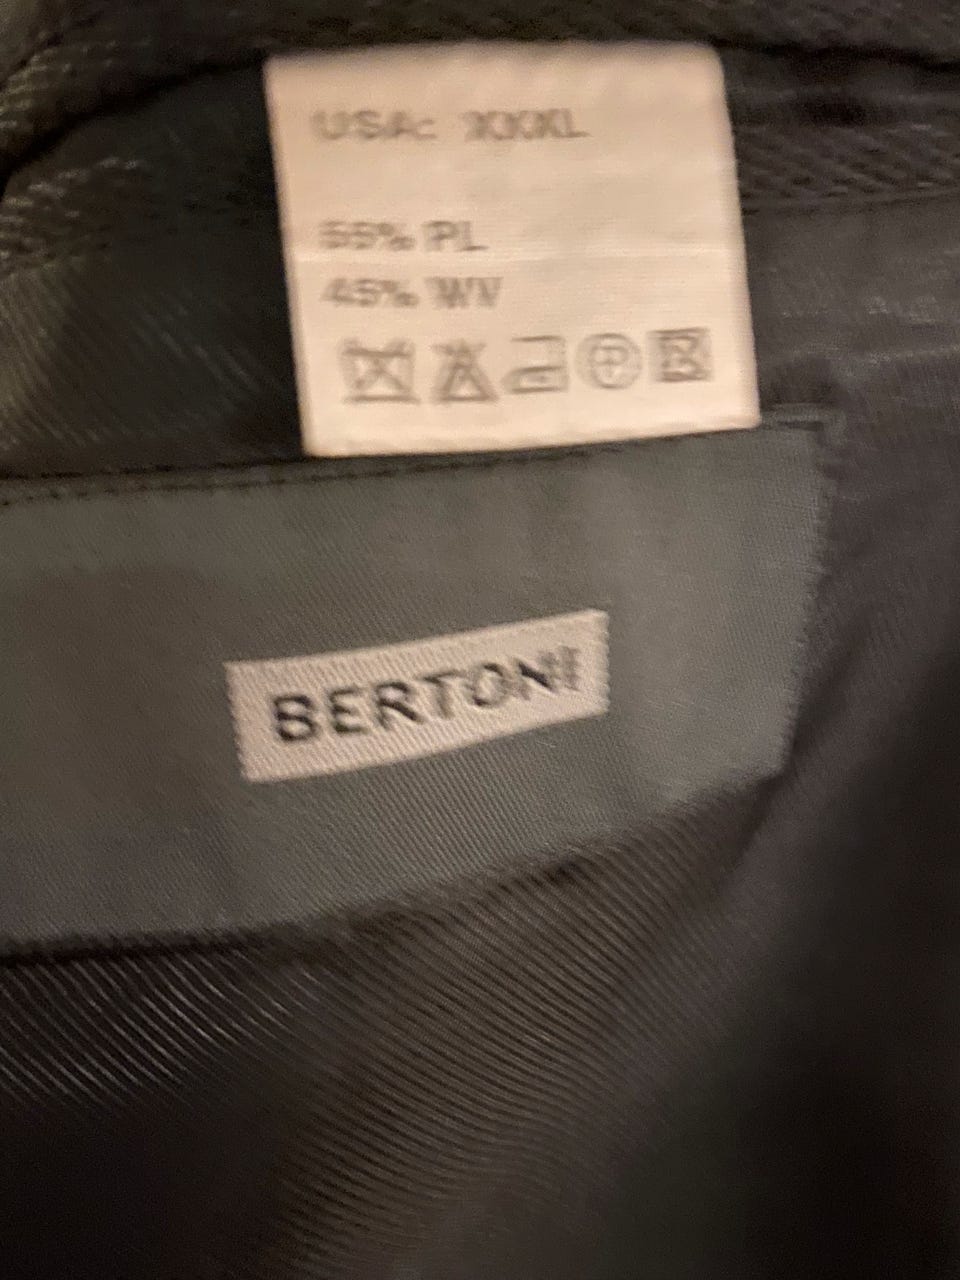 USA: XXXL
55% PL
45% WV
BERTONI